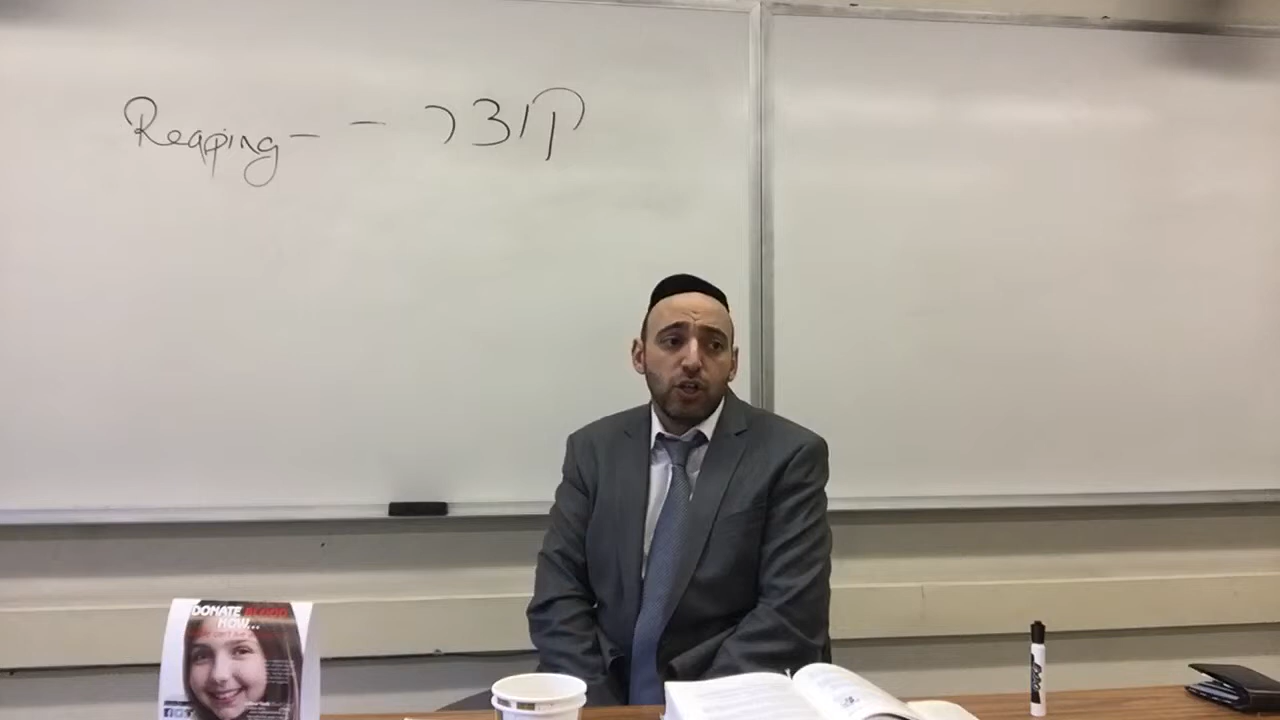 Reaping - - קוצר
DONATE BLOOD
NOW...